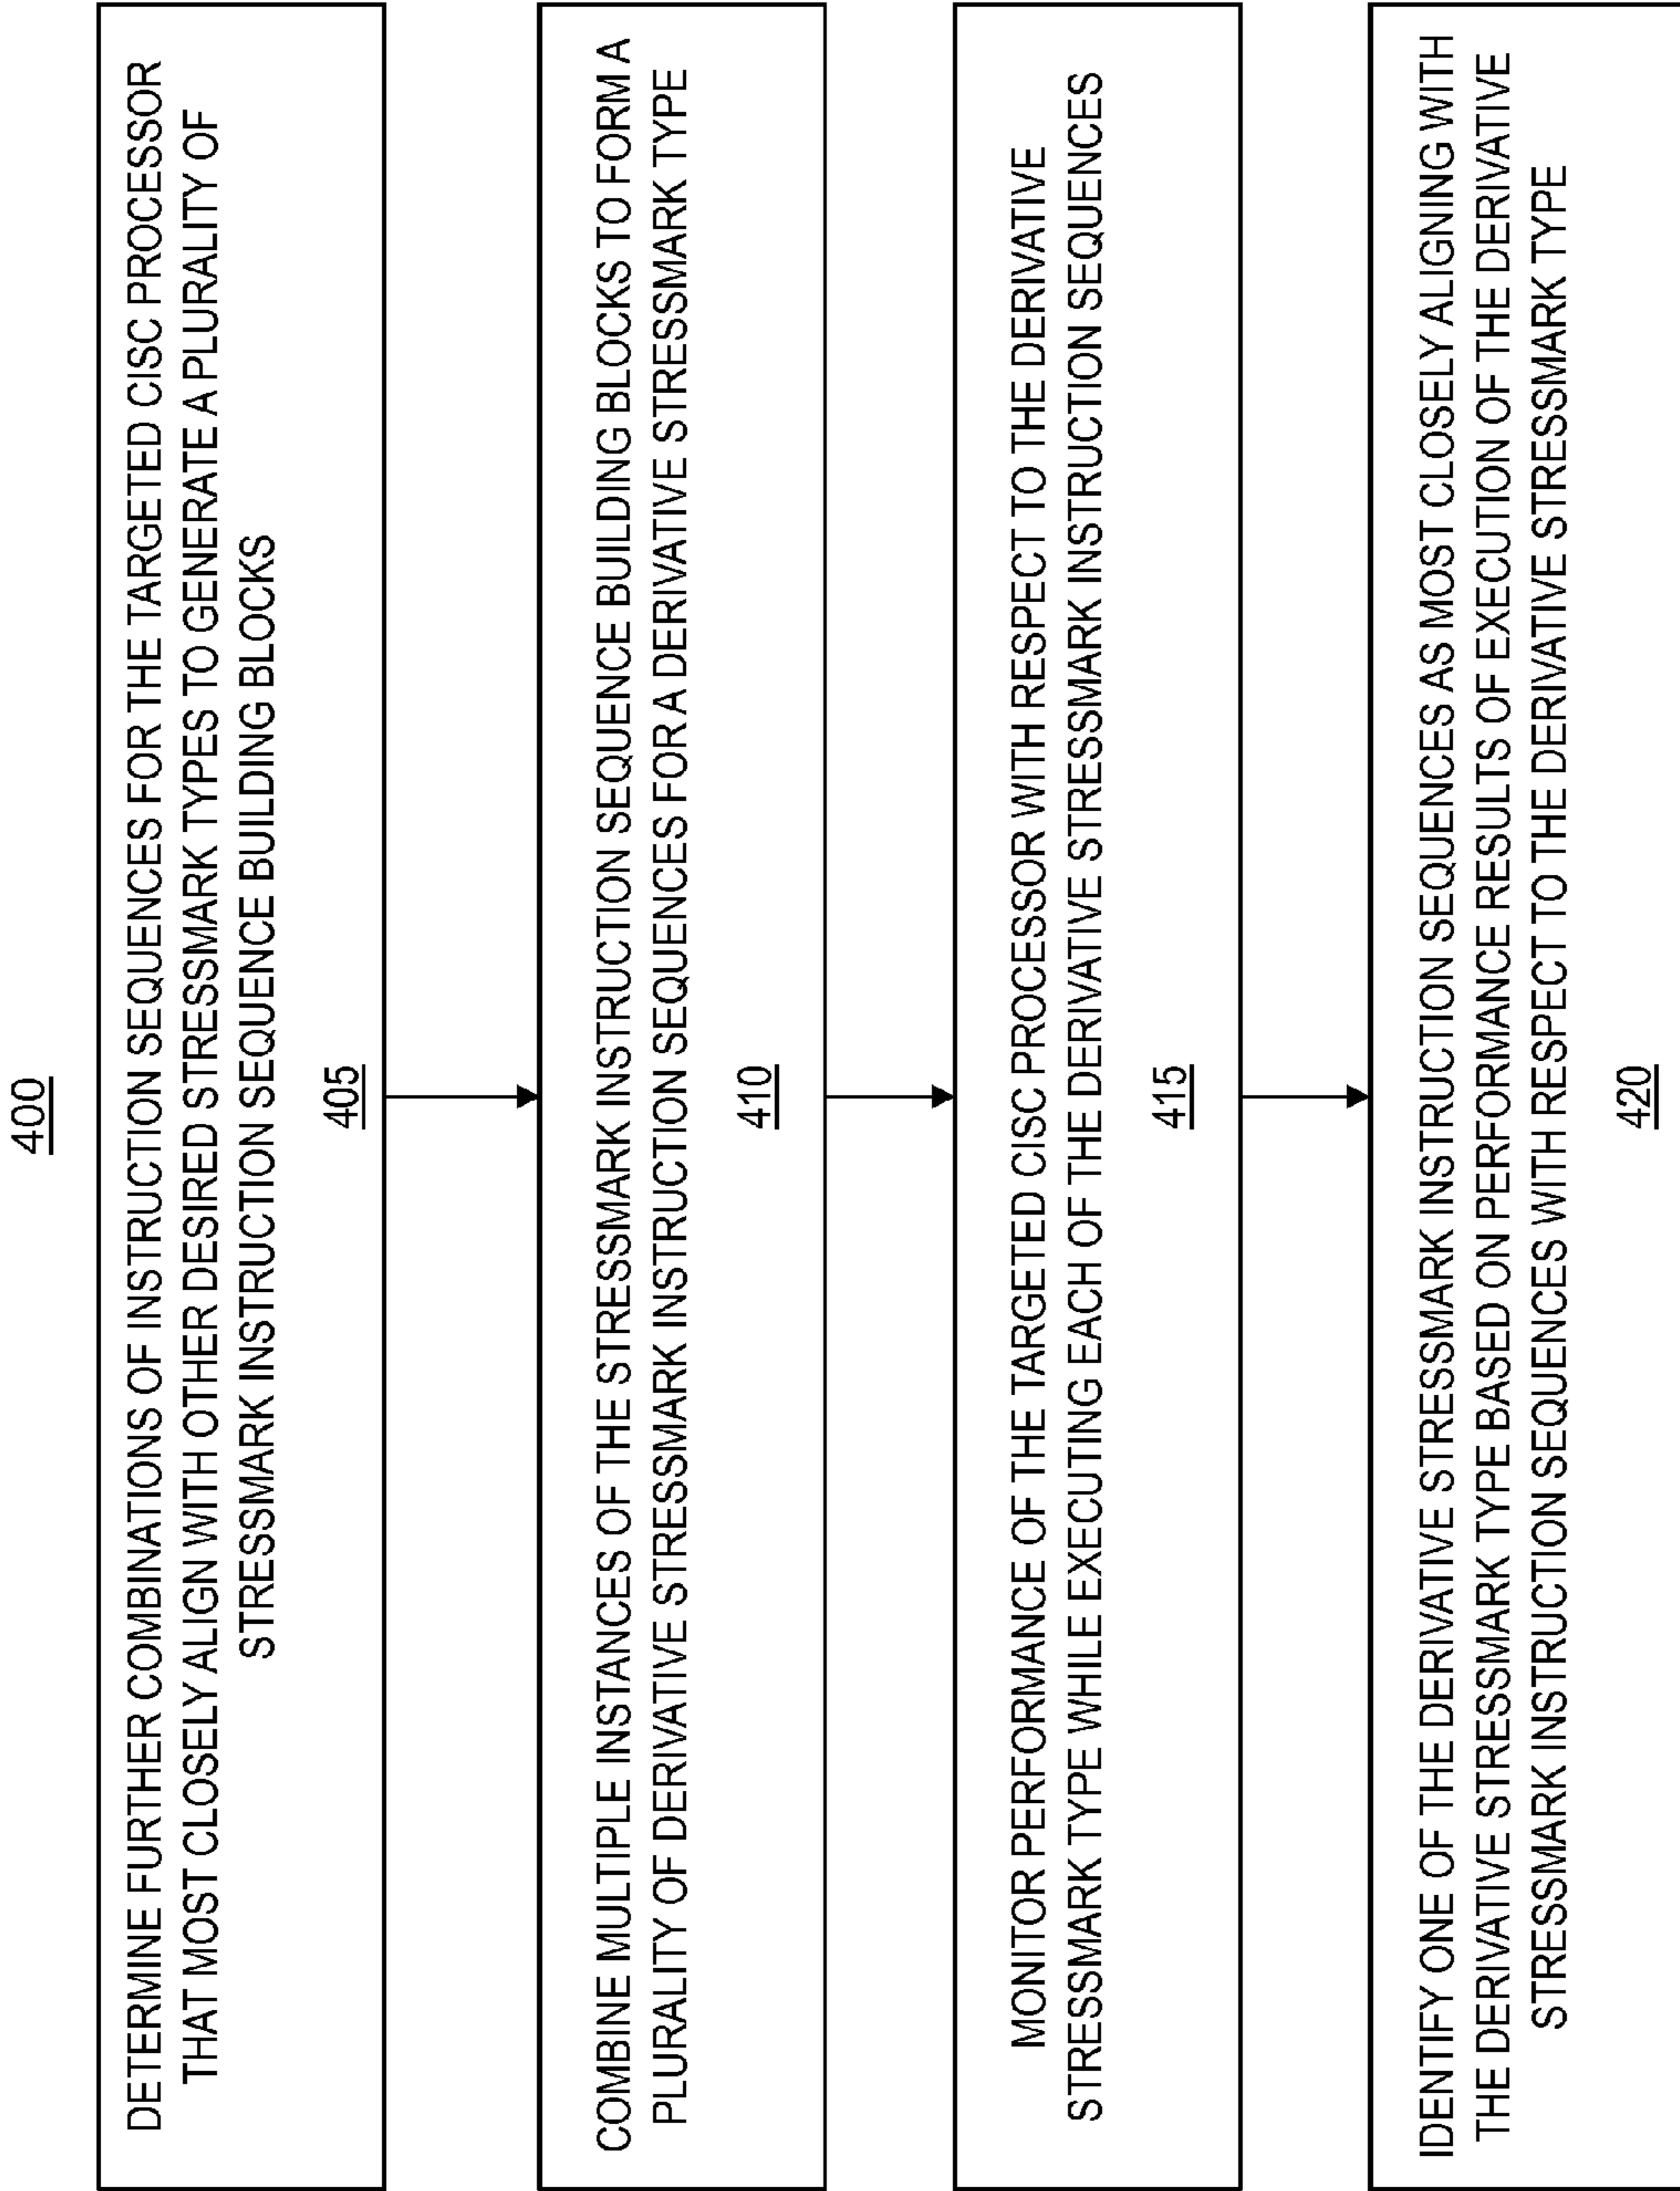 400
DETERMINE FURTHER COMBINATIONS OF INSTRUCTION SEQUENCES FOR THE TARGETED CISC PROCESSOR
THAT MOST CLOSELY ALIGN WITH OTHER DESIRED STRESSMARK TYPES TO GENERATE A PLURALITY OF
STRESSMARK INSTRUCTION SEQUENCE BUILDING BLOCKS
405
COMBINE MULTIPLE INSTANCES OF THE STRESSMARK INSTRUCTION SEQUENCE BUILDING BLOCKS TO FORM A
PLURALITY OF DERIVATIVE STRESSMARK INSTRUCTION SEQUENCES FOR A DERIVATIVE STRESSMARK TYPE
410
MONITOR PERFORMANCE OF THE TARGETED CISC PROCESSOR WITH RESPECT TO THE DERIVATIVE
STRESSMARK TYPE WHILE EXECUTING EACH OF THE DERIVATIVE STRESSMARK INSTRUCTION SEQUENCES
415
IDENTIFY ONE OF THE DERIVATIVE STRESSMARK INSTRUCTION SEQUENCES AS MOST CLOSELY ALIGNING WITH
THE DERIVATIVE STRESSMARK TYPE BASED ON PERFORMANCE RESULTS OF EXECUTION OF THE DERIVATIVE
STRESSMARK INSTRUCTION SEQUENCES WITH RESPECT TO THE DERIVATIVE STRESSMARK TYPE
420